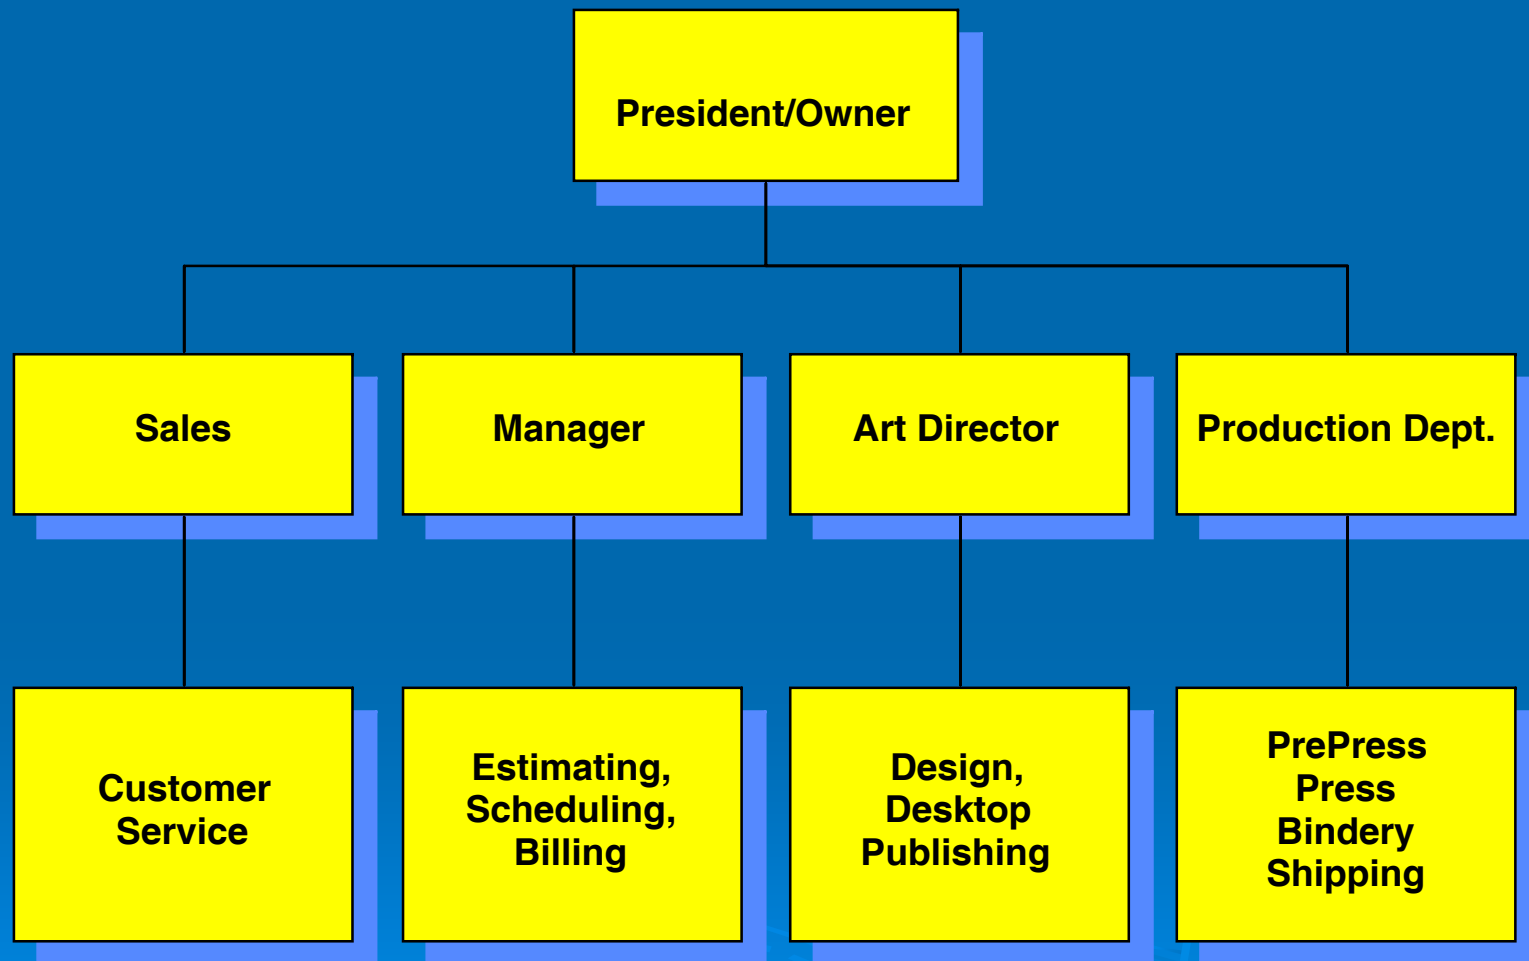 President/Owner
Sales
Manager
Art Director
Production Dept.
Customer
Service
Estimating,
Scheduling,
Billing
Design,
Desktop
Publishing
PrePress
Press
Bindery
Shipping